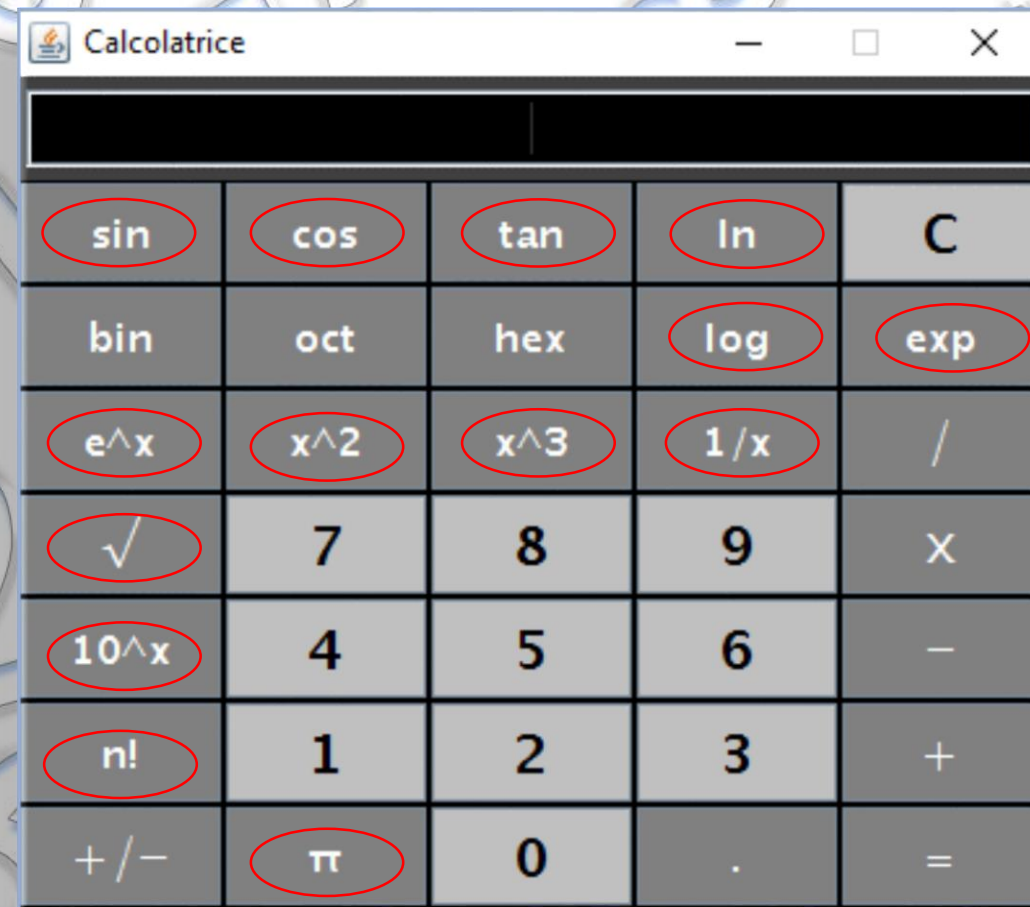 Calcolatrice
sin cos tan ln C
bin oct hex log exp
e^x x^2 x^3 1/x /
√ 7 8 9 x
10^x 4 5 6 −
n! 1 2 3 +
+/− π 0 . =